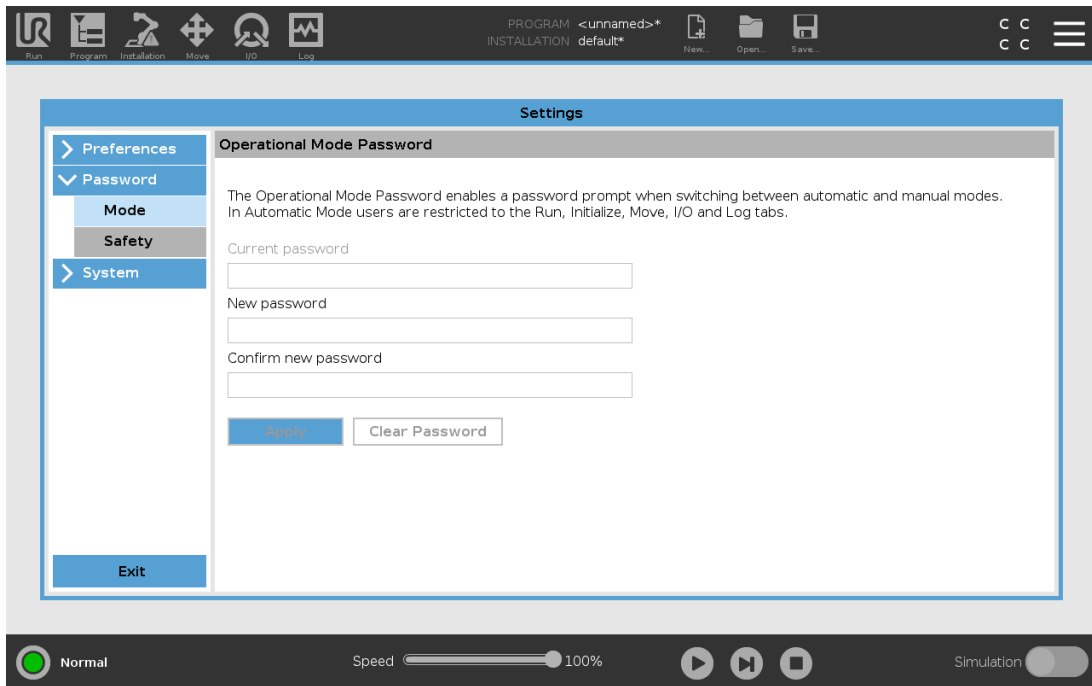 PROGRAM <unnamed>*
INSTALLATION default*
C C
C C
Run Program Installation Move I/O Log New... Open... Save...
Settings
Preferences
Password
Mode
Safety
System
Exit
Operational Mode Password
The Operational Mode Password enables a password prompt when switching between automatic and manual modes.
In Automatic Mode users are restricted to the Run, Initialize, Move, I/O and Log tabs.
Current password
New password
Confirm new password
Apply Clear Password
Normal Speed 100% Simulation